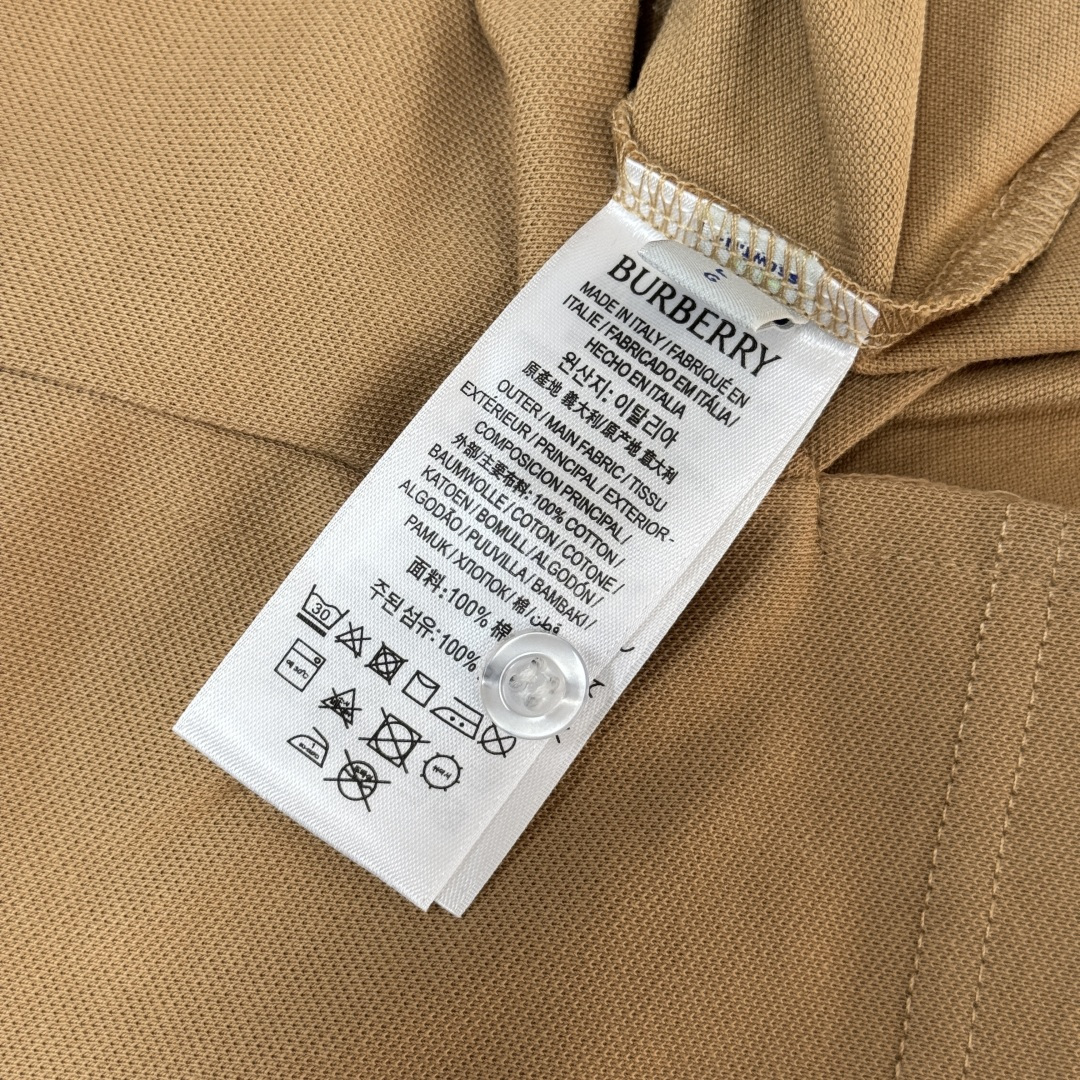 BURBERRY
MADE IN ITALY / FABRIQUÉ EN
ITALIE / FABRICADO EM ITÁLIA /
HECHO EN ITALIA
원산지: 이탈리아
原產地 義大利/原产地 意大利
OUTER / MAIN FABRIC / TISSU
EXTÉRIEUR / PRINCIPAL / EXTERIOR -
COMPOSICION PRINCIPAL /
外部/主要布料: 100% COTTON /
BAUMWOLLE / COTON / COTONE /
KATOEN / BOMULL / ALGODÓN /
ALGODÃO / PUUVILLA / BAMBAKI /
PAMUK / ХЛОПОК / 棉 / قطن
面料:100% 棉
주된 섬유:100%
30